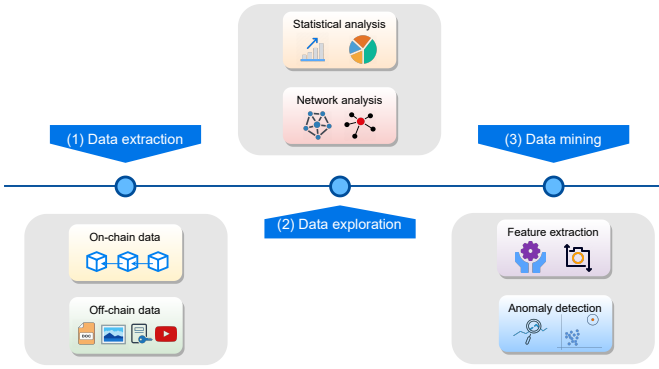 Statistical analysis
Network analysis
(1) Data extraction
(3) Data mining
(2) Data exploration
On-chain data
Off-chain data
DOC
Feature extraction
Anomaly detection